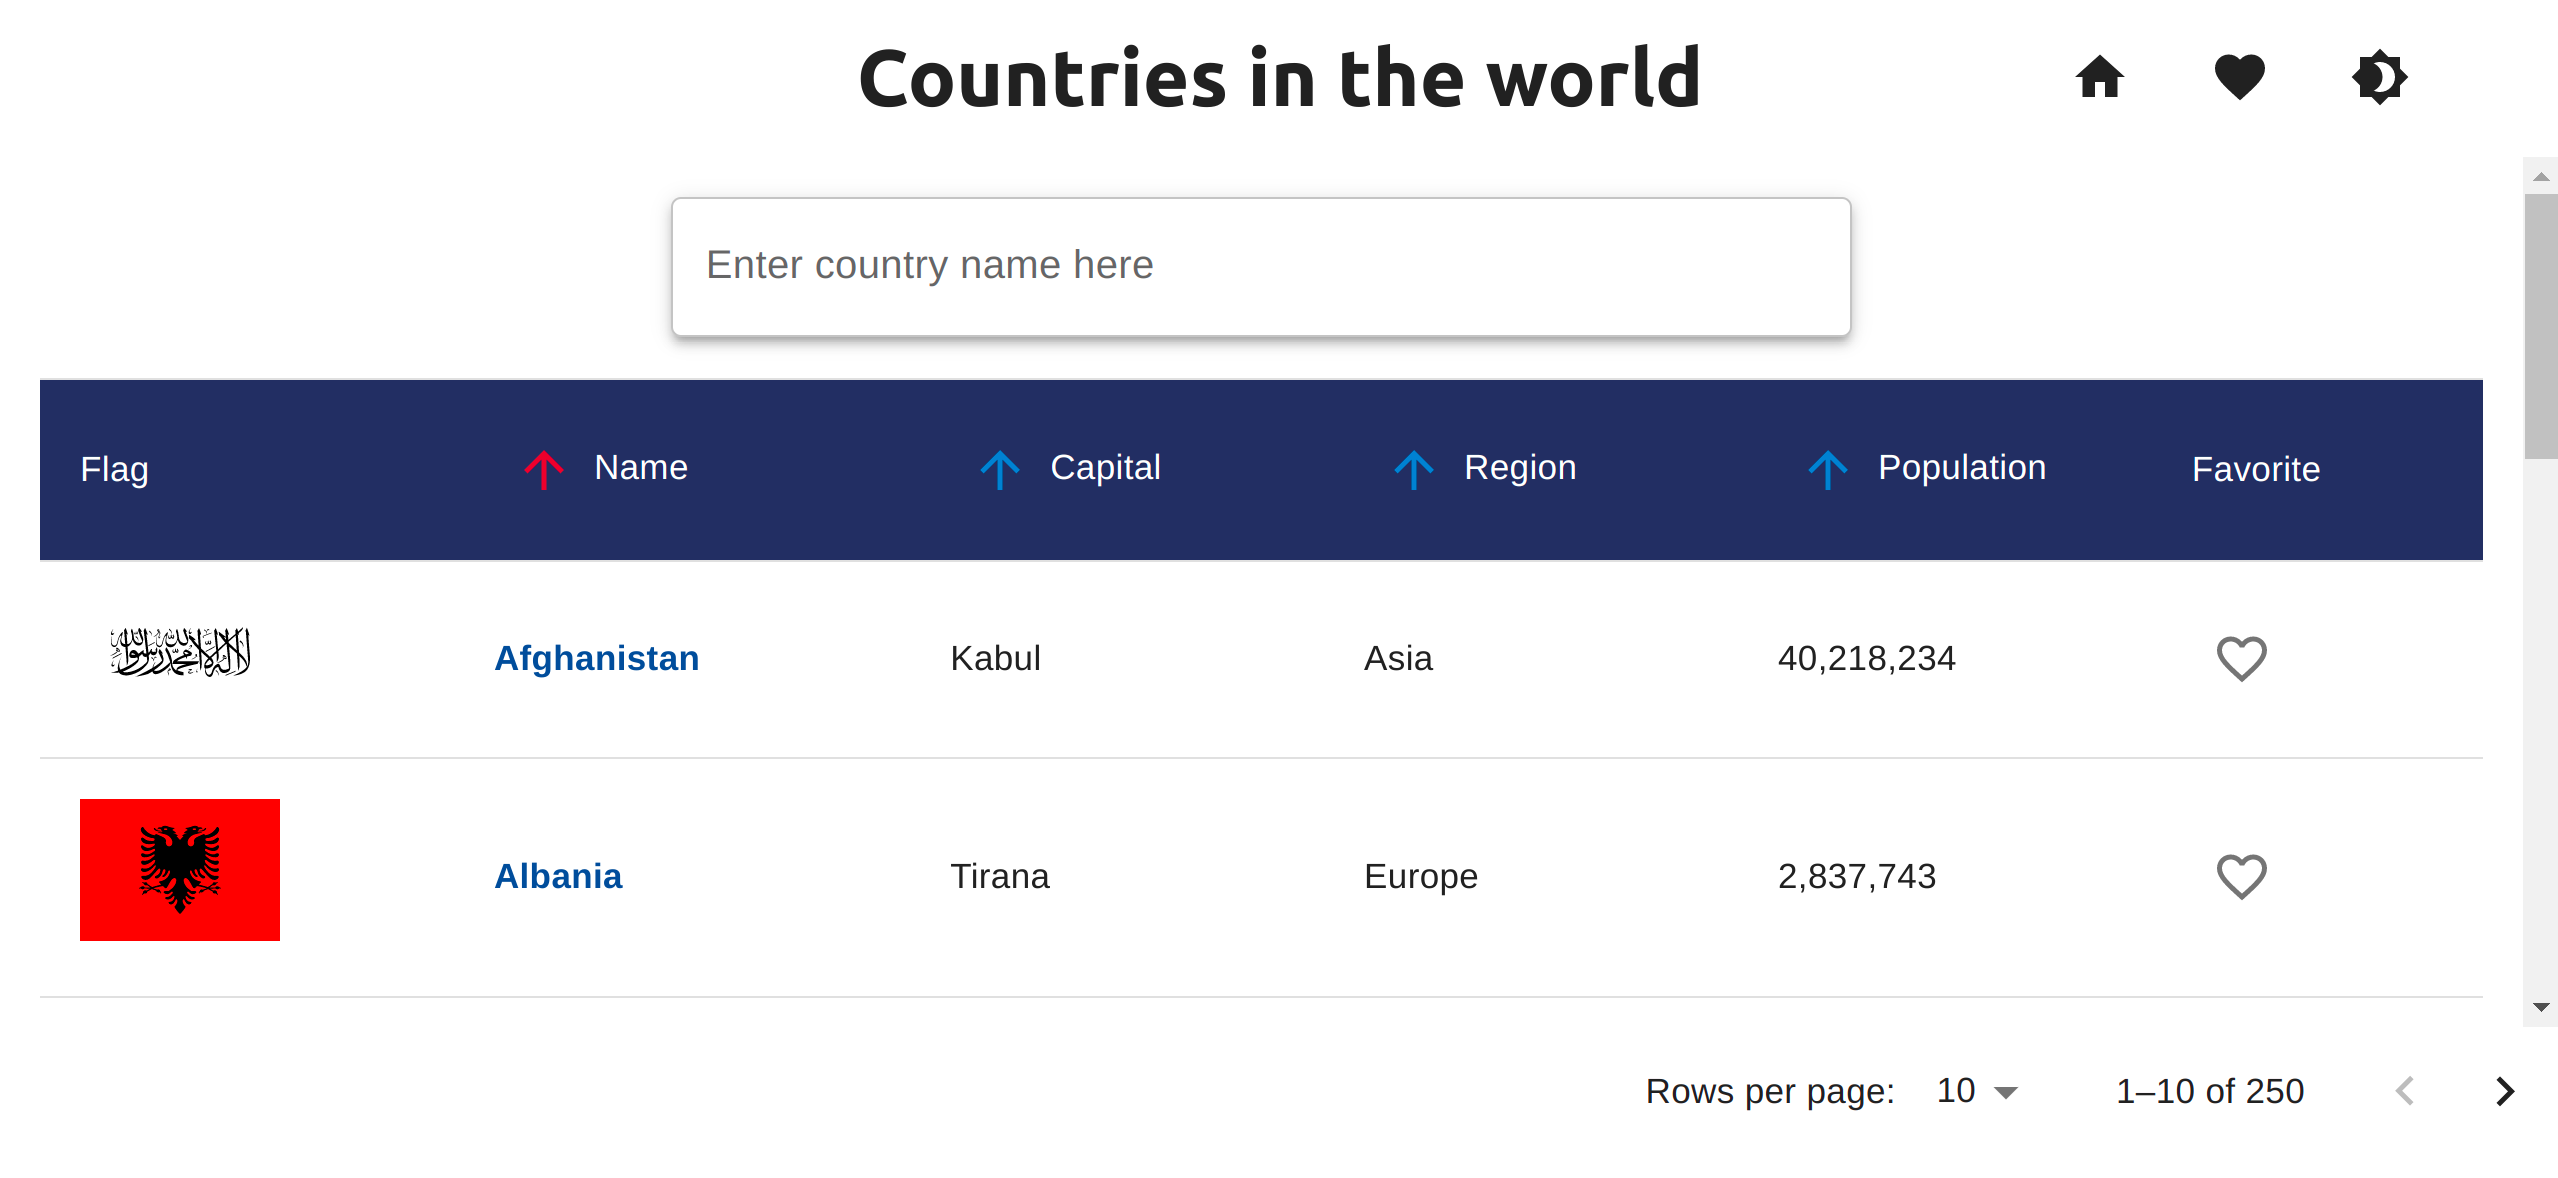 Countries in the world
Enter country name here
Flag Name Capital Region Population Favorite
لا إله إلا الله محمد رسول الله
Afghanistan Kabul Asia 40,218,234
Albania Tirana Europe 2,837,743
Rows per page: 10 1–10 of 250